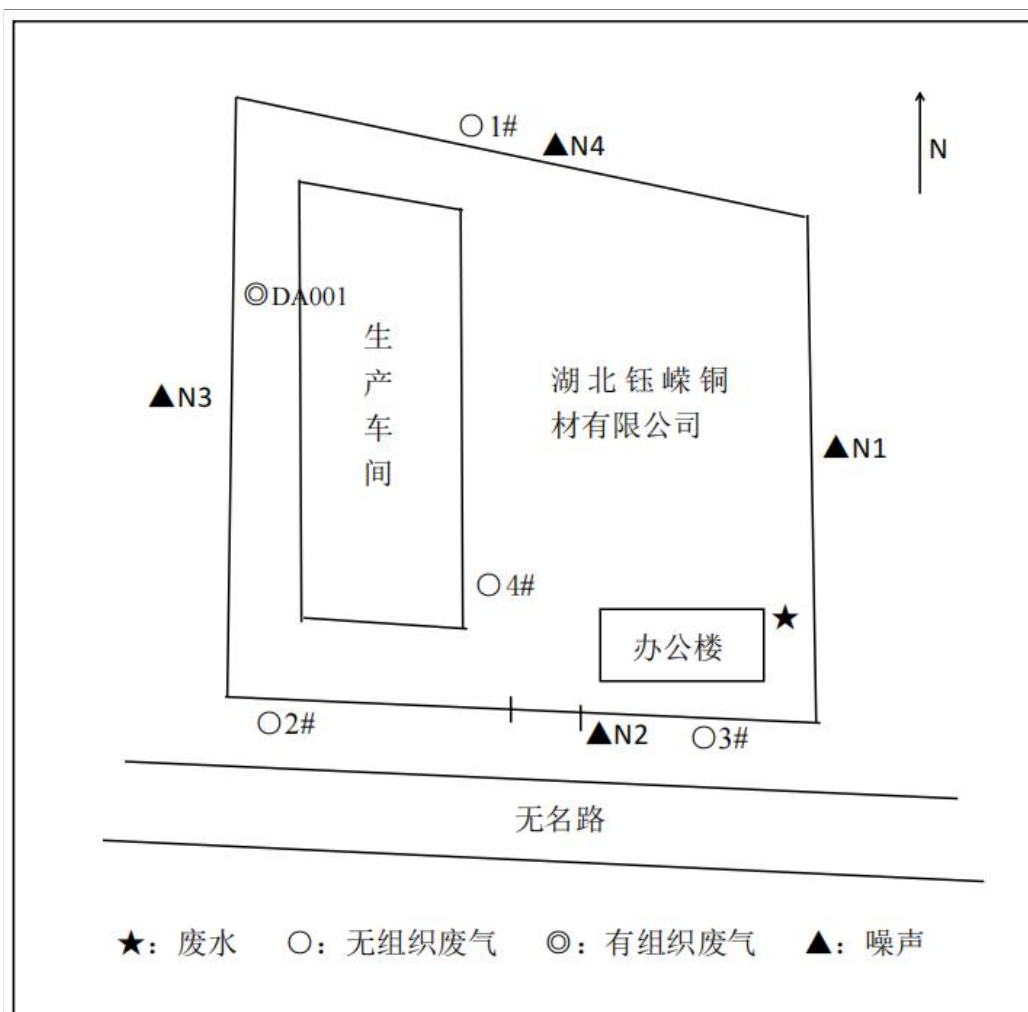 ○1#
▲N4
N
◎DA001
生产车间
湖北钰嵘铜
材有限公司
▲N3
▲N1
○4#
★
办公楼
○2#
▲N2
○3#
无名路
★：废水 ○：无组织废气 ◎：有组织废气 ▲：噪声